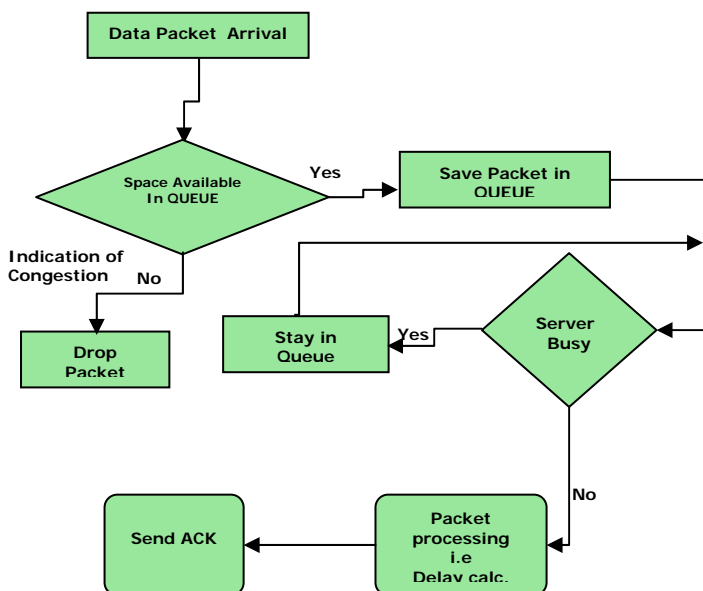 Data Packet Arrival
Space Available
In QUEUE
Yes
Save Packet in
QUEUE
Indication of
Congestion
No
Drop
Packet
Stay in
Queue
Yes
Server
Busy
No
Send ACK
Packet
processing
i.e
Delay calc.